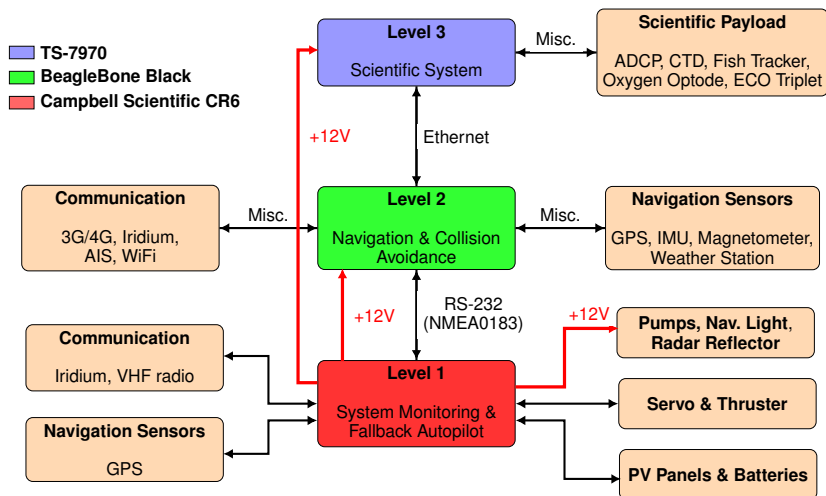 TS-7970
BeagleBone Black
Campbell Scientific CR6
Level 3
Scientific System
Misc.
Scientific Payload
ADCP, CTD, Fish Tracker,
Oxygen Optode, ECO Triplet
+12V
Ethernet
Communication
3G/4G, Iridium,
AIS, WiFi
Misc.
Level 2
Navigation & Collision
Avoidance
Misc.
Navigation Sensors
GPS, IMU, Magnetometer,
Weather Station
+12V
RS-232
(NMEA0183)
+12V
Pumps, Nav. Light,
Radar Reflector
Communication
Iridium, VHF radio
Level 1
System Monitoring &
Fallback Autopilot
Servo & Thruster
Navigation Sensors
GPS
PV Panels & Batteries